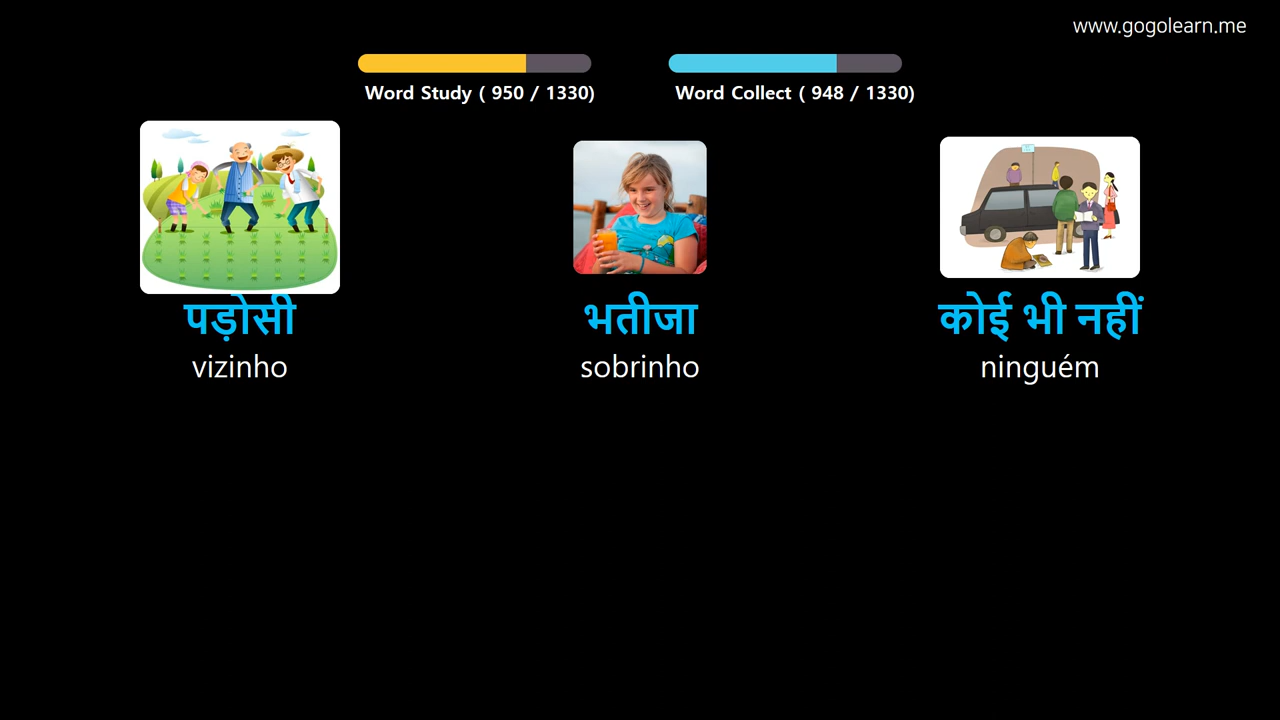 www.gogolearn.me
Word Study ( 950 / 1330)
Word Collect ( 948 / 1330)
पड़ोसी
भतीजा
कोई भी नहीं
vizinho
sobrinho
ninguém